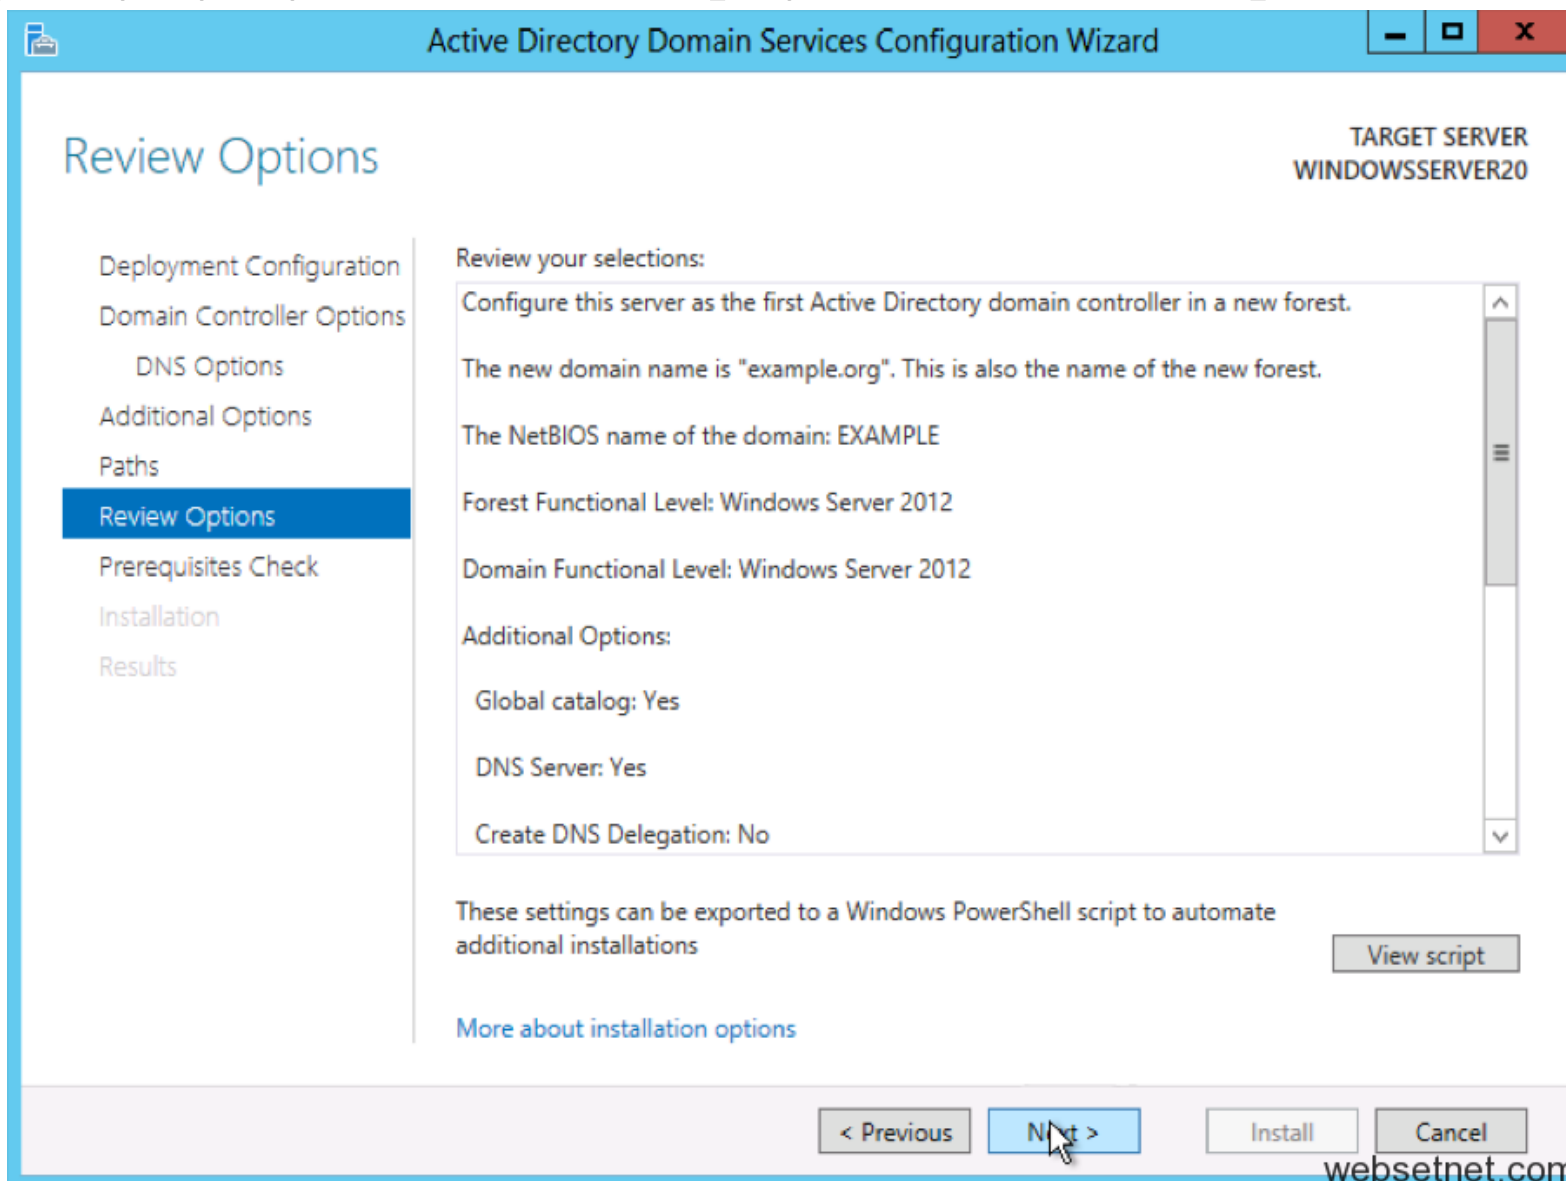 Active Directory Domain Services Configuration Wizard
Review Options
TARGET SERVER
WINDOWSSERVER20
Deployment Configuration
Domain Controller Options
DNS Options
Additional Options
Paths
Review Options
Prerequisites Check
Installation
Results
Review your selections:
Configure this server as the first Active Directory domain controller in a new forest.
The new domain name is "example.org". This is also the name of the new forest.
The NetBIOS name of the domain: EXAMPLE
Forest Functional Level: Windows Server 2012
Domain Functional Level: Windows Server 2012
Additional Options:
Global catalog: Yes
DNS Server: Yes
Create DNS Delegation: No
These settings can be exported to a Windows PowerShell script to automate
additional installations
View script
More about installation options
< Previous
Next >
Install
Cancel
websetnet.com